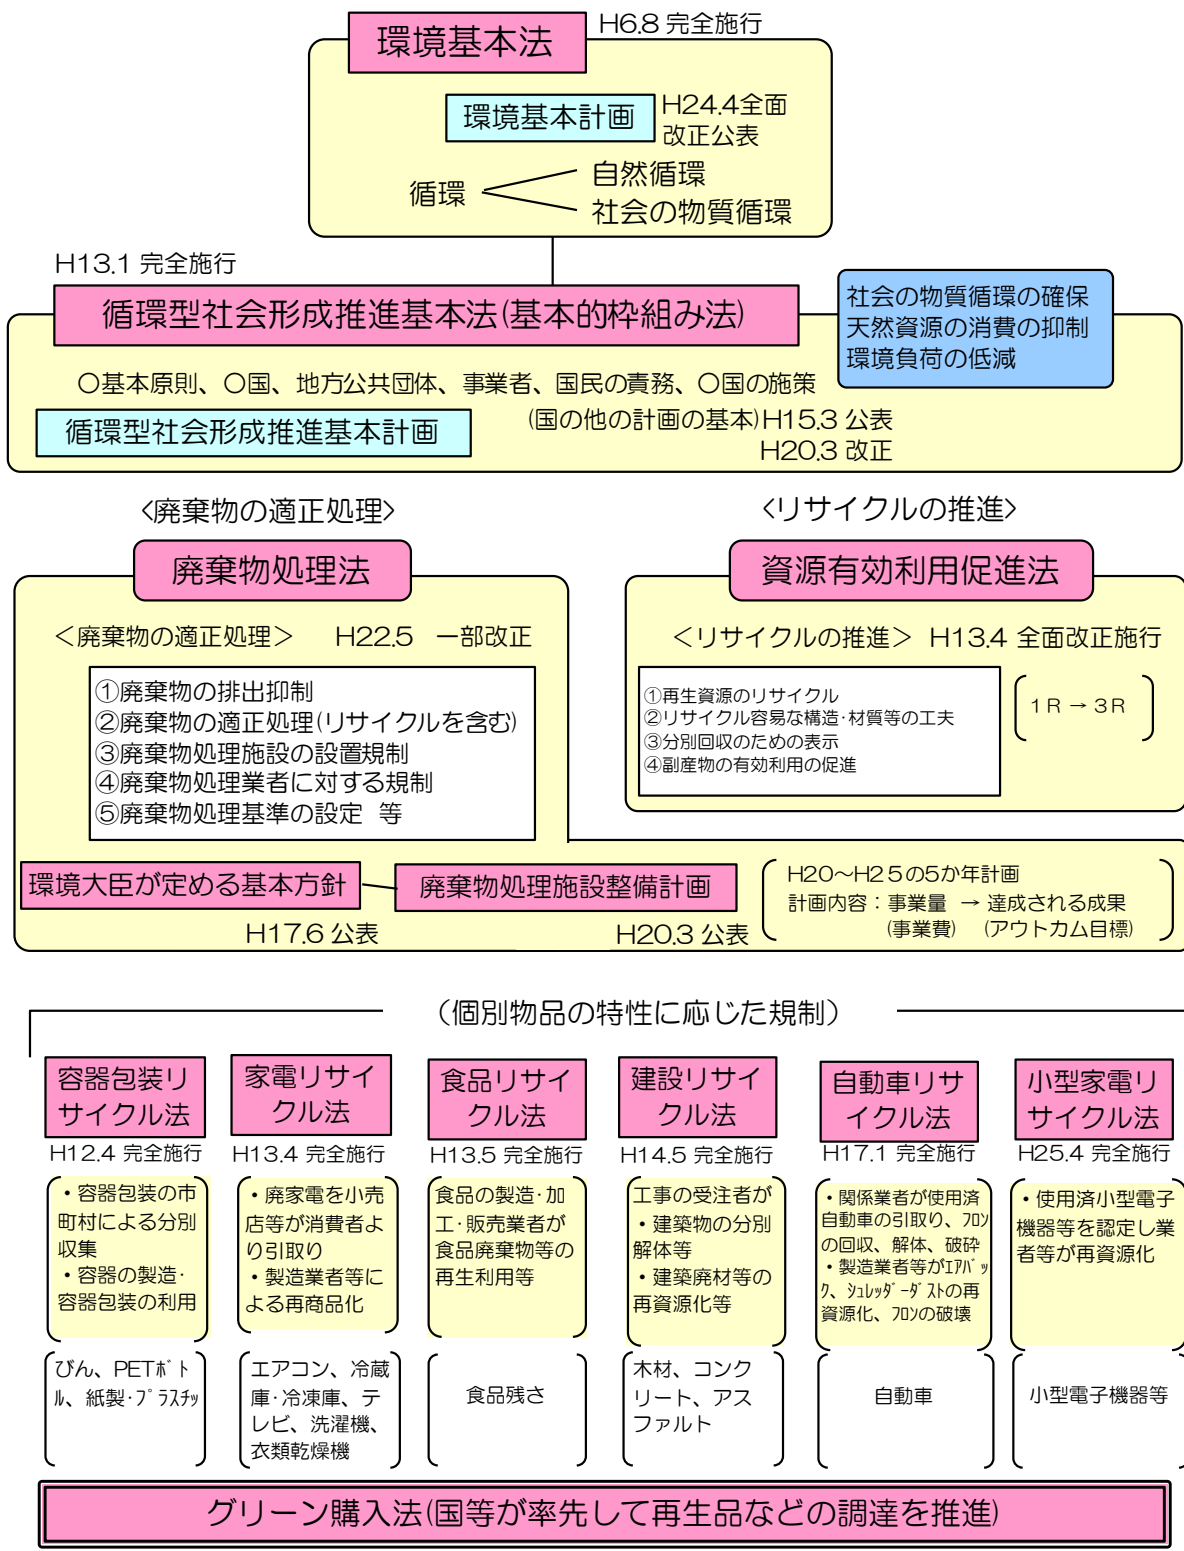 環境基本法
H6.8 完全施行
環境基本計画
H24.4全面
改正公表
循環
自然循環
社会の物質循環
H13.1 完全施行
循環型社会形成推進基本法(基本的枠組み法)
社会の物質循環の確保
天然資源の消費の抑制
環境負荷の低減
〇基本原則、〇国、地方公共団体、事業者、国民の責務、〇国の施策
循環型社会形成推進基本計画
(国の他の計画の基本)H15.3 公表
H20.3 改正
<廃棄物の適正処理>
<リサイクルの推進>
廃棄物処理法
<廃棄物の適正処理> H22.5 一部改正
①廃棄物の排出抑制
②廃棄物の適正処理(リサイクルを含む)
③廃棄物処理施設の設置規制
④廃棄物処理業者に対する規制
⑤廃棄物処理基準の設定 等
資源有効利用促進法
<リサイクルの推進> H13.4 全面改正施行
①再生資源のリサイクル
②リサイクル容易な構造・材質等の工夫
③分別回収のための表示
④副産物の有効利用の促進
1R → 3R
環境大臣が定める基本方針
H17.6 公表
廃棄物処理施設整備計画
H20.3 公表
H20～H25の5か年計画
計画内容：事業量 → 達成される成果
(事業費) (アウトカム目標)
（個別物品の特性に応じた規制）
容器包装リ
サイクル法
H12.4 完全施行
・容器包装の市
町村による分別
収集
・容器の製造・
容器包装の利用
びん、PETﾎﾞﾄ
ﾙ、紙製・ﾌﾟﾗｽﾁｯ
家電リサイ
クル法
H13.4 完全施行
・廃家電を小売
店等が消費者よ
り引取り
・製造業者等に
よる再商品化
エアコン、冷蔵
庫・冷凍庫、テ
レビ、洗濯機、
衣類乾燥機
食品リサイ
クル法
H13.5 完全施行
食品の製造・加
工・販売業者が
食品廃棄物等の
再生利用等
食品残さ
建設リサイ
クル法
H14.5 完全施行
工事の受注者が
・建築物の分別
解体等
・建築廃材等の
再資源化等
木材、コンク
リート、アス
ファルト
自動車リサ
イクル法
H17.1 完全施行
・関係業者が使用済
自動車の引取り、ﾌﾛﾝ
の回収、解体、破砕
・製造業者等がｴｱﾊﾞｯ
ｸ、ｼｭﾚｯﾀﾞｰﾀﾞｽﾄの再
資源化、ﾌﾛﾝの破壊
自動車
小型家電リ
サイクル法
H25.4 完全施行
・使用済小型電子
機器等を認定し業
者等が再資源化
小型電子機器等
グリーン購入法(国等が率先して再生品などの調達を推進)